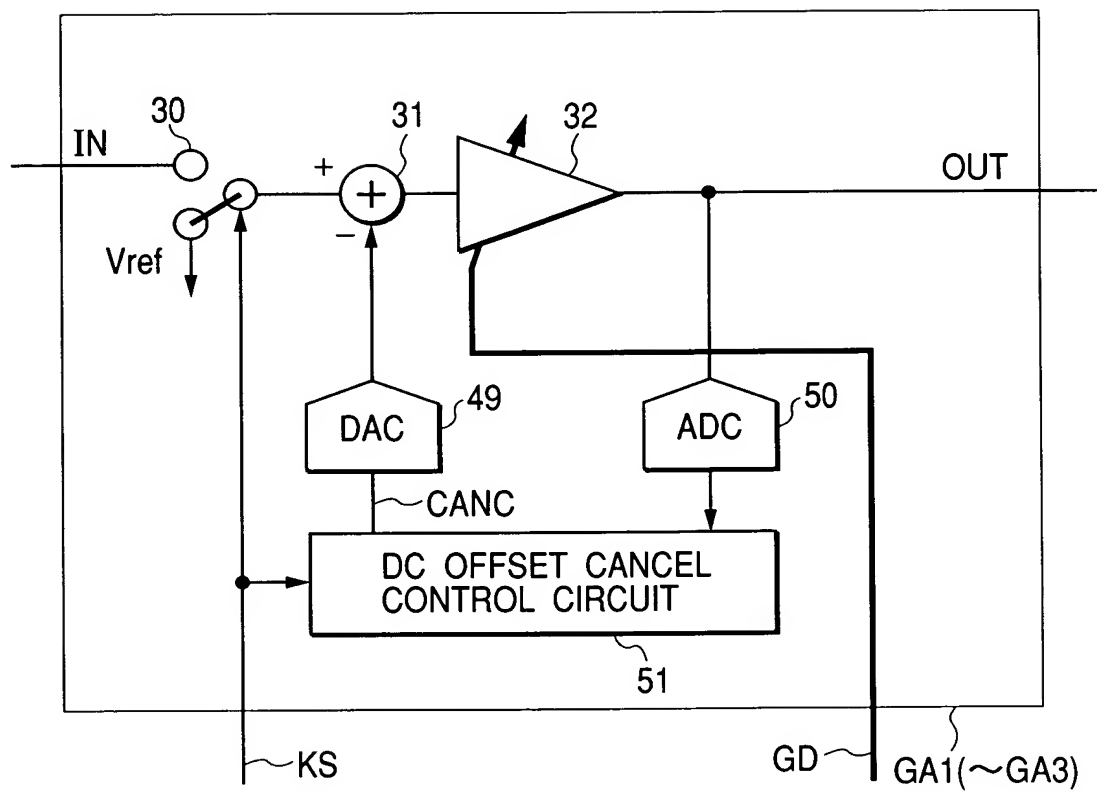 30
31
32
IN
+
+
OUT
−
Vref
DAC
49
ADC
50
CANC
DC OFFSET CANCEL
CONTROL CIRCUIT
51
KS
GD
GA1(~GA3)